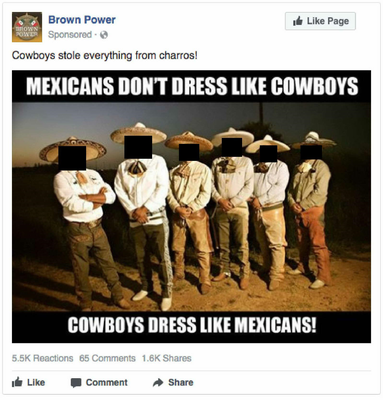 BROWN POWER
Brown Power
Sponsored ·
Like Page
Cowboys stole everything from charros!
MEXICANS DON'T DRESS LIKE COWBOYS
COWBOYS DRESS LIKE MEXICANS!
5.5K Reactions 65 Comments 1.6K Shares
Like Comment Share